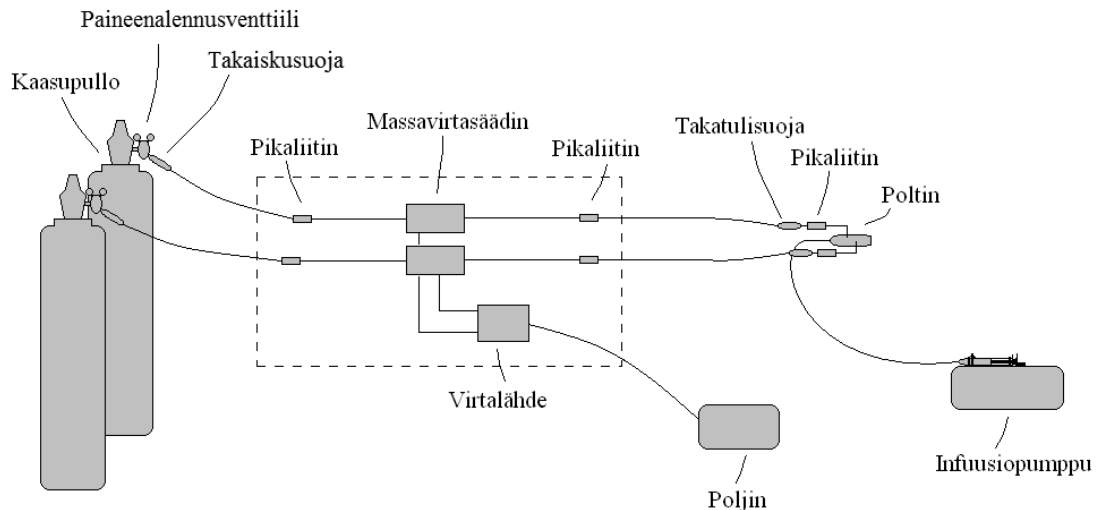 Paineenalennusventtiili
Takaiskusuoja
Kaasupullo
Massavirtasäädin
Pikaliitin
Pikaliitin
Takatulisuoja
Pikaliitin
Poltin
Virtalähde
Infuusiopumppu
Poljin